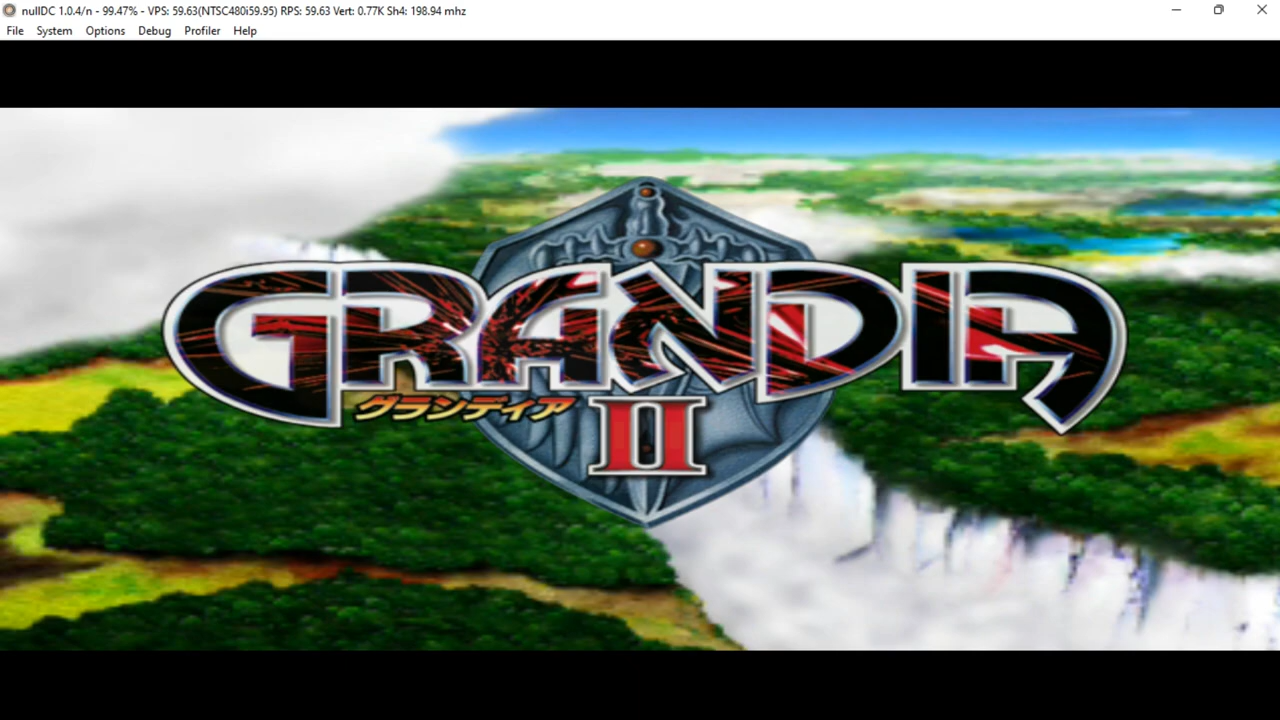 nullDC 1.0.4/n - 99.47% - VPS: 59.63(NTSC480i59.95) RPS: 59.63 Vert: 0.77K Sh4: 198.94 mhz
File System Options Debug Profiler Help
GRANDIA
グランディア II